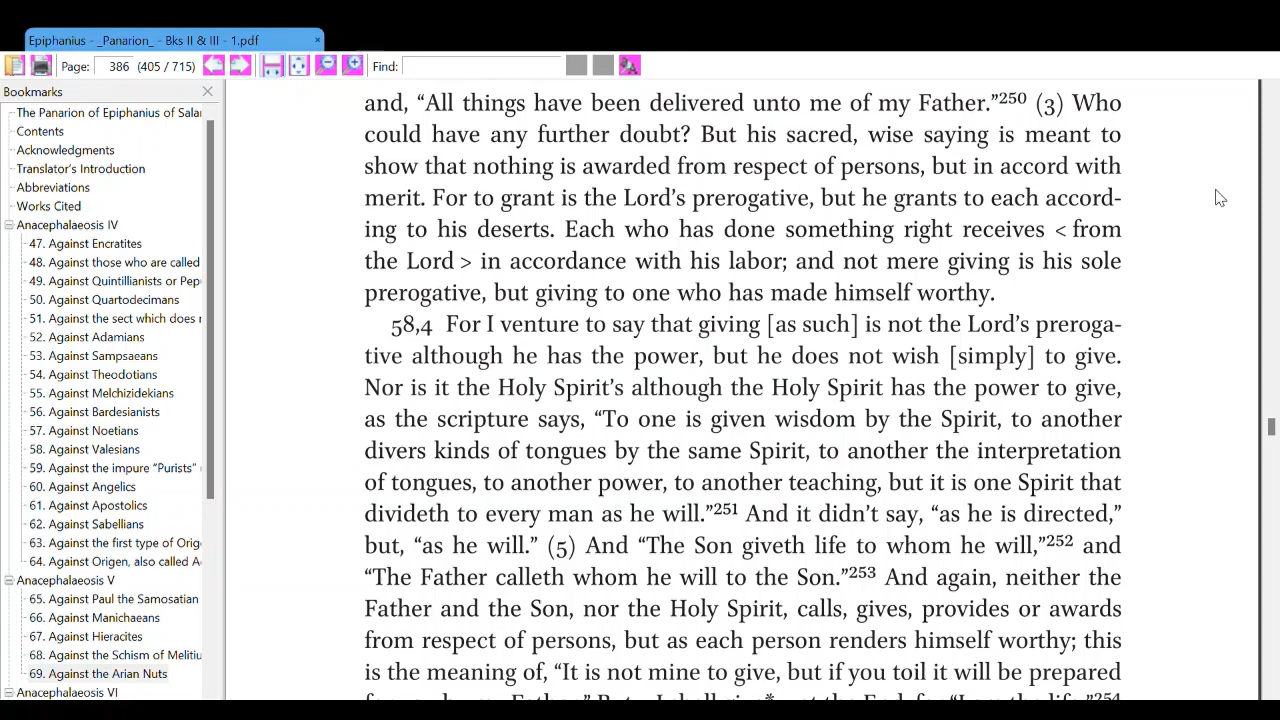 Epiphanius - _Panarion_ - Bks II & III - 1.pdf
Page: 386 (405 / 715) Find:
Bookmarks
The Panarion of Epiphanius of Salar
Contents
Acknowledgments
Translator's Introduction
Abbreviations
Works Cited
Anacephalaeosis IV
47. Against Encratites
48. Against those who are called
49. Against Quintillianists or Pep
50. Against Quartodecimans
51. Against the sect which does r
52. Against Adamians
53. Against Sampsaeans
54. Against Theodotians
55. Against Melchizidekians
56. Against Bardesianists
57. Against Noetians
58. Against Valesians
59. Against the impure “Purists” (
60. Against Angelics
61. Against Apostolics
62. Against Sabellians
63. Against the first type of Orig
64. Against Origen, also called A
Anacephalaeosis V
65. Against Paul the Samosatian
66. Against Manichaeans
67. Against Hieracites
68. Against the Schism of Melitiu
69. Against the Arian Nuts
Anacephalaeosis VI
and, “All things have been delivered unto me of my Father.”250 (3) Who
could have any further doubt? But his sacred, wise saying is meant to
show that nothing is awarded from respect of persons, but in accord with
merit. For to grant is the Lord’s prerogative, but he grants to each accord-
ing to his deserts. Each who has done something right receives < from
the Lord > in accordance with his labor; and not mere giving is his sole
prerogative, but giving to one who has made himself worthy.
58,4 For I venture to say that giving [as such] is not the Lord’s preroga-
tive although he has the power, but he does not wish [simply] to give.
Nor is it the Holy Spirit’s although the Holy Spirit has the power to give,
as the scripture says, “To one is given wisdom by the Spirit, to another
divers kinds of tongues by the same Spirit, to another the interpretation
of tongues, to another power, to another teaching, but it is one Spirit that
divideth to every man as he will.”251 And it didn’t say, “as he is directed,”
but, “as he will.” (5) And “The Son giveth life to whom he will,”252 and
“The Father calleth whom he will to the Son.”253 And again, neither the
Father and the Son, nor the Holy Spirit, calls, gives, provides or awards
from respect of persons, but as each person renders himself worthy; this
is the meaning of, “It is not mine to give, but if you toil it will be prepared